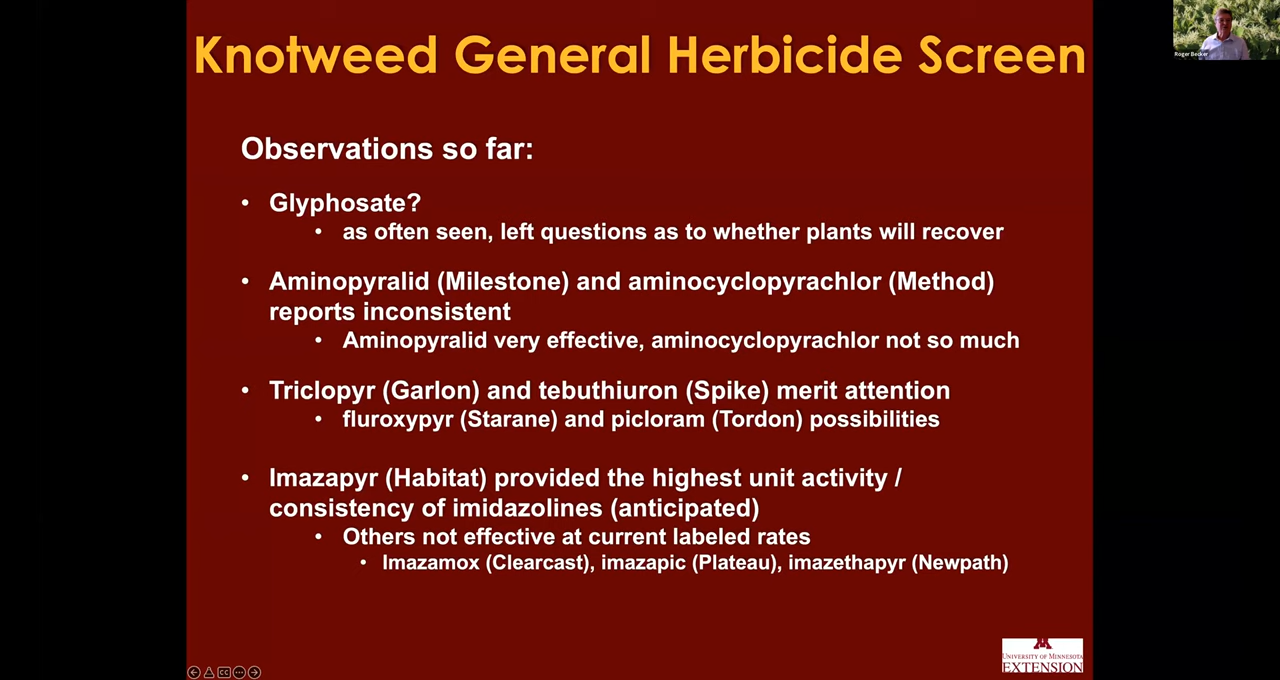 Knotweed General Herbicide Screen
Roger Becker
Observations so far:
• Glyphosate?
• as often seen, left questions as to whether plants will recover
• Aminopyralid (Milestone) and aminocyclopyrachlor (Method)
reports inconsistent
• Aminopyralid very effective, aminocyclopyrachlor not so much
• Triclopyr (Garlon) and tebuthiuron (Spike) merit attention
• fluroxypyr (Starane) and picloram (Tordon) possibilities
• Imazapyr (Habitat) provided the highest unit activity /
consistency of imidazolines (anticipated)
• Others not effective at current labeled rates
• Imazamox (Clearcast), imazapic (Plateau), imazethapyr (Newpath)
UNIVERSITY OF MINNESOTA
EXTENSION